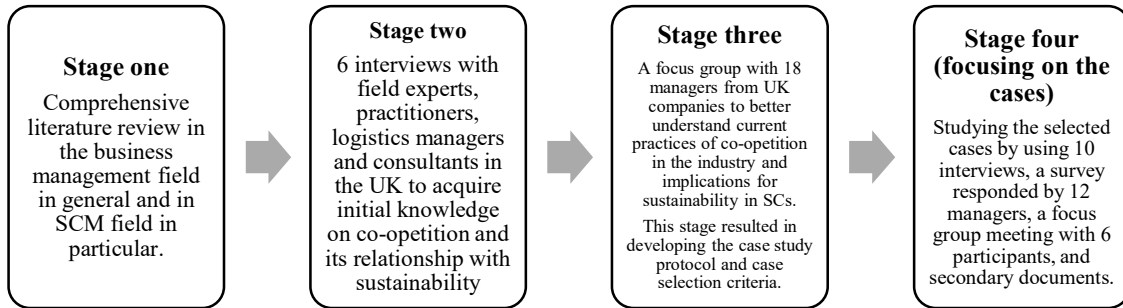 Stage one
Comprehensive
literature review in
the business
management field
in general and in
SCM field in
particular.
Stage two
6 interviews with
field experts,
practitioners,
logistics managers
and consultants in
the UK to acquire
initial knowledge
on co-opetition and
its relationship with
sustainability
Stage three
A focus group with 18
managers from UK
companies to better
understand current
practices of co-opetition
in the industry and
implications for
sustainability in SCs.
This stage resulted in
developing the case study
protocol and case
selection criteria.
Stage four
(focusing on the
cases)
Studying the selected
cases by using 10
interviews, a survey
responded by 12
managers, a focus
group meeting with 6
participants, and
secondary documents.